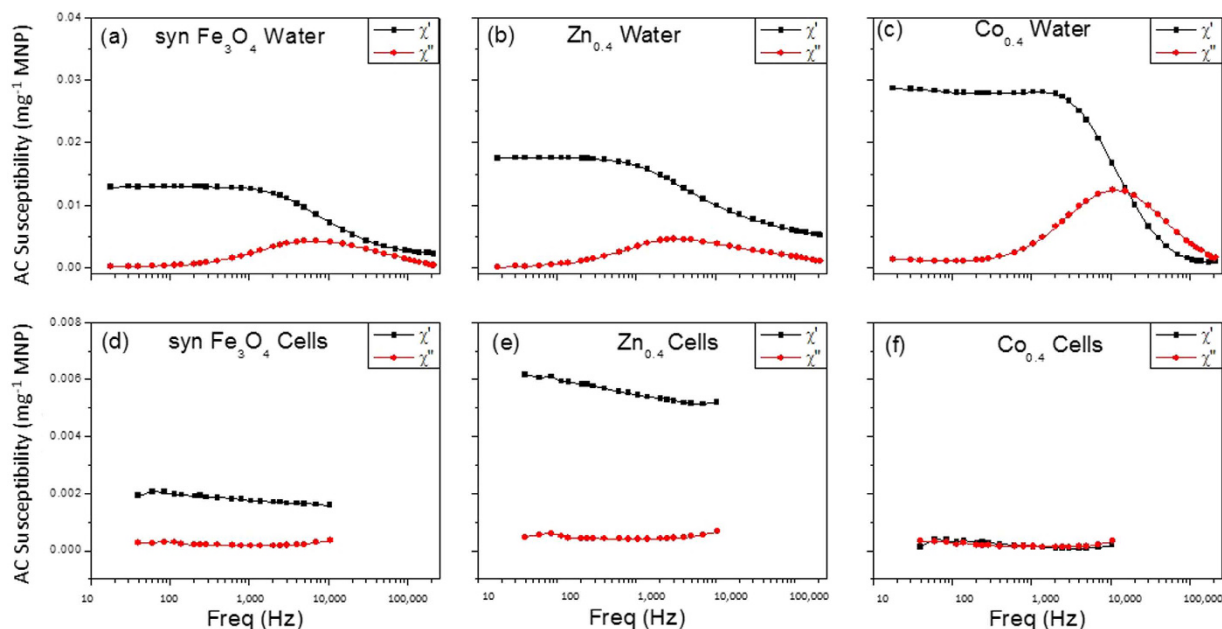 (a) syn Fe₃O₄ Water
χ'
χ"
(b) Zn₀.₄ Water
χ'
χ"
(c) Co₀.₄ Water
χ'
χ"
AC Susceptibility (mg⁻¹ MNP)
0.04
0.03
0.02
0.01
0.00
(d) syn Fe₃O₄ Cells
χ'
χ"
(e) Zn₀.₄ Cells
χ'
χ"
(f) Co₀.₄ Cells
χ'
χ"
AC Susceptibility (mg⁻¹ MNP)
0.008
0.006
0.004
0.002
0.000
10 100 1,000 10,000 100,000
Freq (Hz)
10 100 1,000 10,000 100,000
Freq (Hz)
10 100 1,000 10,000 100,000
Freq (Hz)